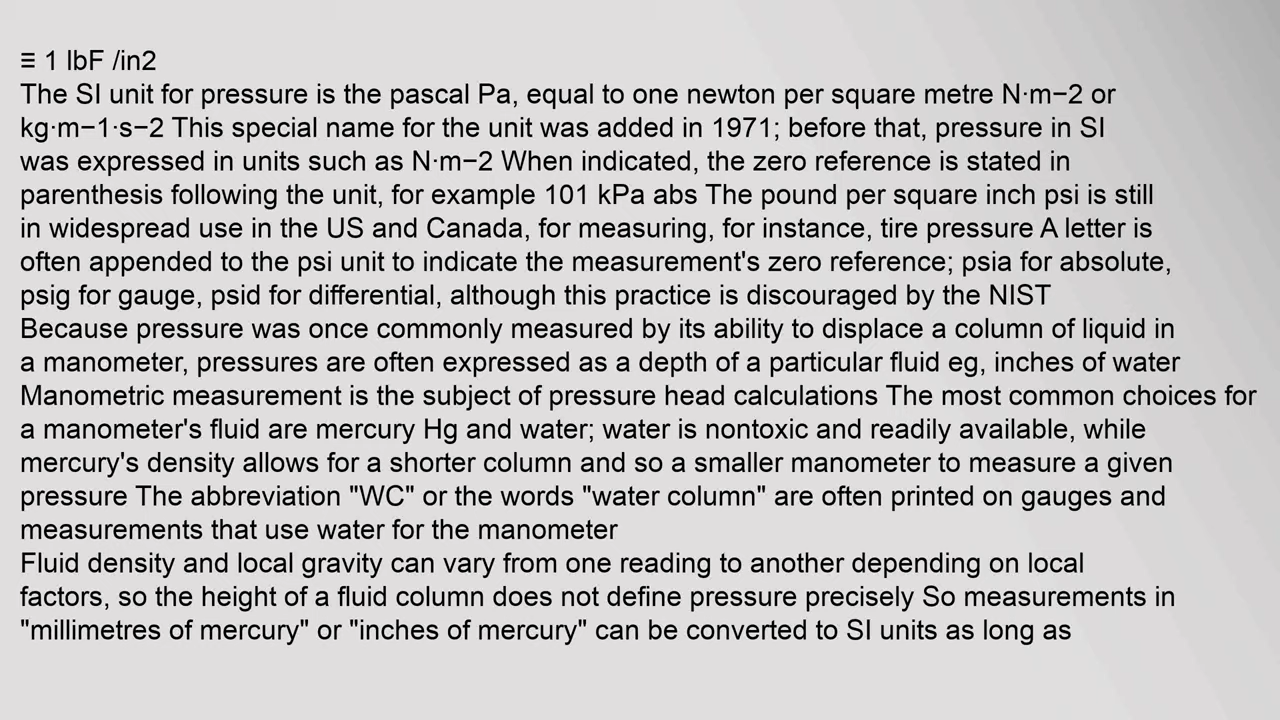 ≡ 1 lbF /in2
The SI unit for pressure is the pascal Pa, equal to one newton per square metre N·m−2 or
kg·m−1·s−2 This special name for the unit was added in 1971; before that, pressure in SI
was expressed in units such as N·m−2 When indicated, the zero reference is stated in
parenthesis following the unit, for example 101 kPa abs The pound per square inch psi is still
in widespread use in the US and Canada, for measuring, for instance, tire pressure A letter is
often appended to the psi unit to indicate the measurement's zero reference; psia for absolute,
psig for gauge, psid for differential, although this practice is discouraged by the NIST
Because pressure was once commonly measured by its ability to displace a column of liquid in
a manometer, pressures are often expressed as a depth of a particular fluid eg, inches of water
Manometric measurement is the subject of pressure head calculations The most common choices for
a manometer's fluid are mercury Hg and water; water is nontoxic and readily available, while
mercury's density allows for a shorter column and so a smaller manometer to measure a given
pressure The abbreviation "WC" or the words "water column" are often printed on gauges and
measurements that use water for the manometer
Fluid density and local gravity can vary from one reading to another depending on local
factors, so the height of a fluid column does not define pressure precisely So measurements in
"millimetres of mercury" or "inches of mercury" can be converted to SI units as long as